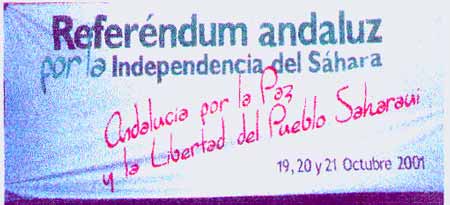 Referéndum andaluz
por la Independencia del Sáhara
Andalucía por la Paz
y la Libertad del Pueblo Saharaui
19, 20 y 21 Octubre 2001